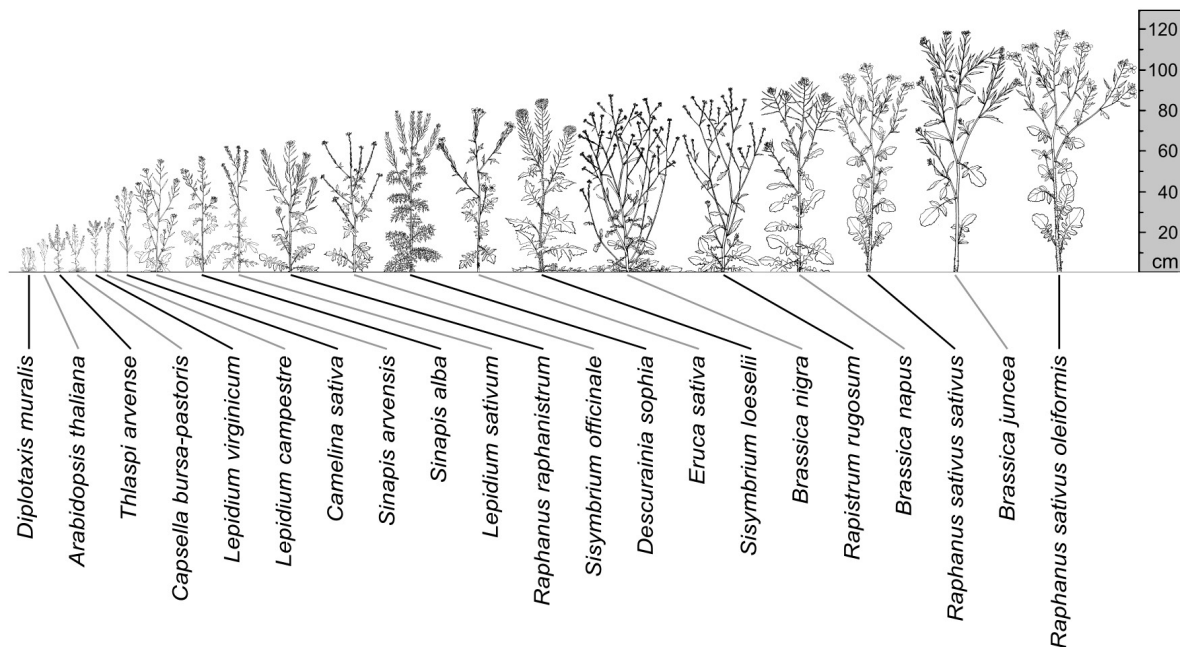 120
100
80
60
40
20
cm
Diplotaxis muralis
Arabidopsis thaliana
Thlaspi arvense
Capsella bursa-pastoris
Lepidium virginicum
Lepidium campestre
Camelina sativa
Sinapis arvensis
Sinapis alba
Lepidium sativum
Raphanus raphanistrum
Sisymbrium officinale
Descurainia sophia
Eruca sativa
Sisymbrium loeselii
Brassica nigra
Rapistrum rugosum
Brassica napus
Raphanus sativus sativus
Brassica juncea
Raphanus sativus oleiformis